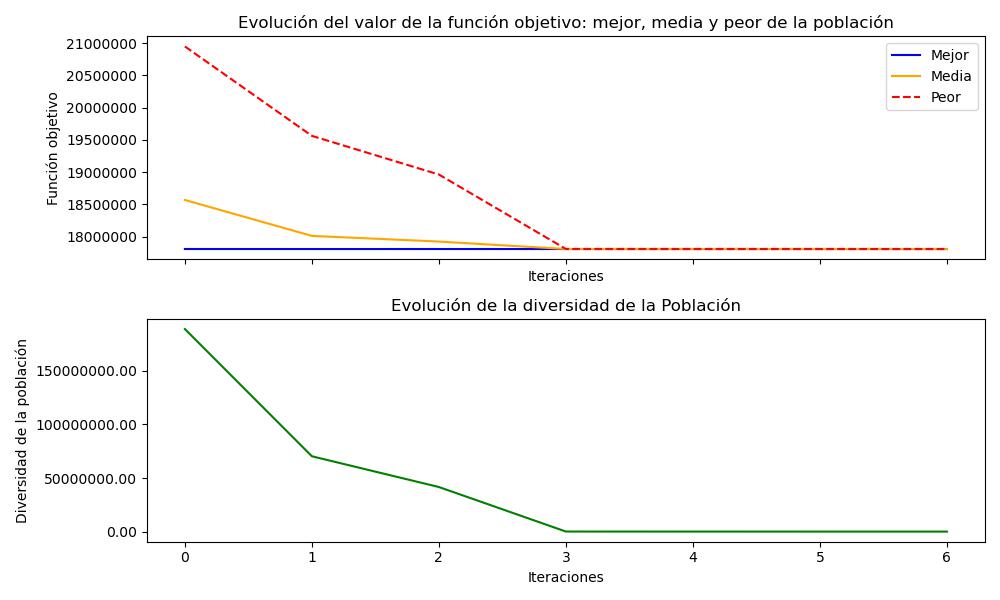 Evolución del valor de la función objetivo: mejor, media y peor de la población
21000000
20500000
20000000
19500000
19000000
18500000
18000000
Función objetivo
Mejor
Media
Peor
Iteraciones
Evolución de la diversidad de la Población
150000000.00
100000000.00
50000000.00
0.00
Diversidad de la población
0 1 2 3 4 5 6
Iteraciones